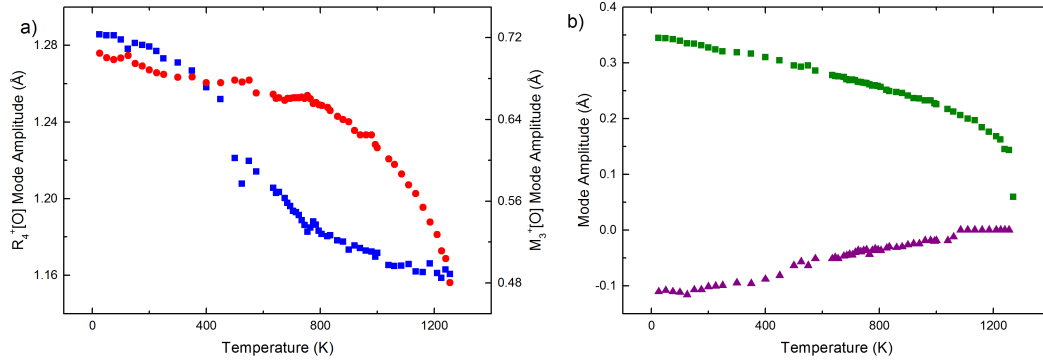 a)
1.28
1.24
1.20
1.16
R₄⁺[O] Mode Amplitude (Å)
0.72
0.64
0.56
0.48
M₃⁺[O] Mode Amplitude (Å)
0 400 800 1200
Temperature (K)
b)
0.4
0.3
0.2
0.1
0.0
-0.1
Mode Amplitude (Å)
0 400 800 1200
Temperature (K)